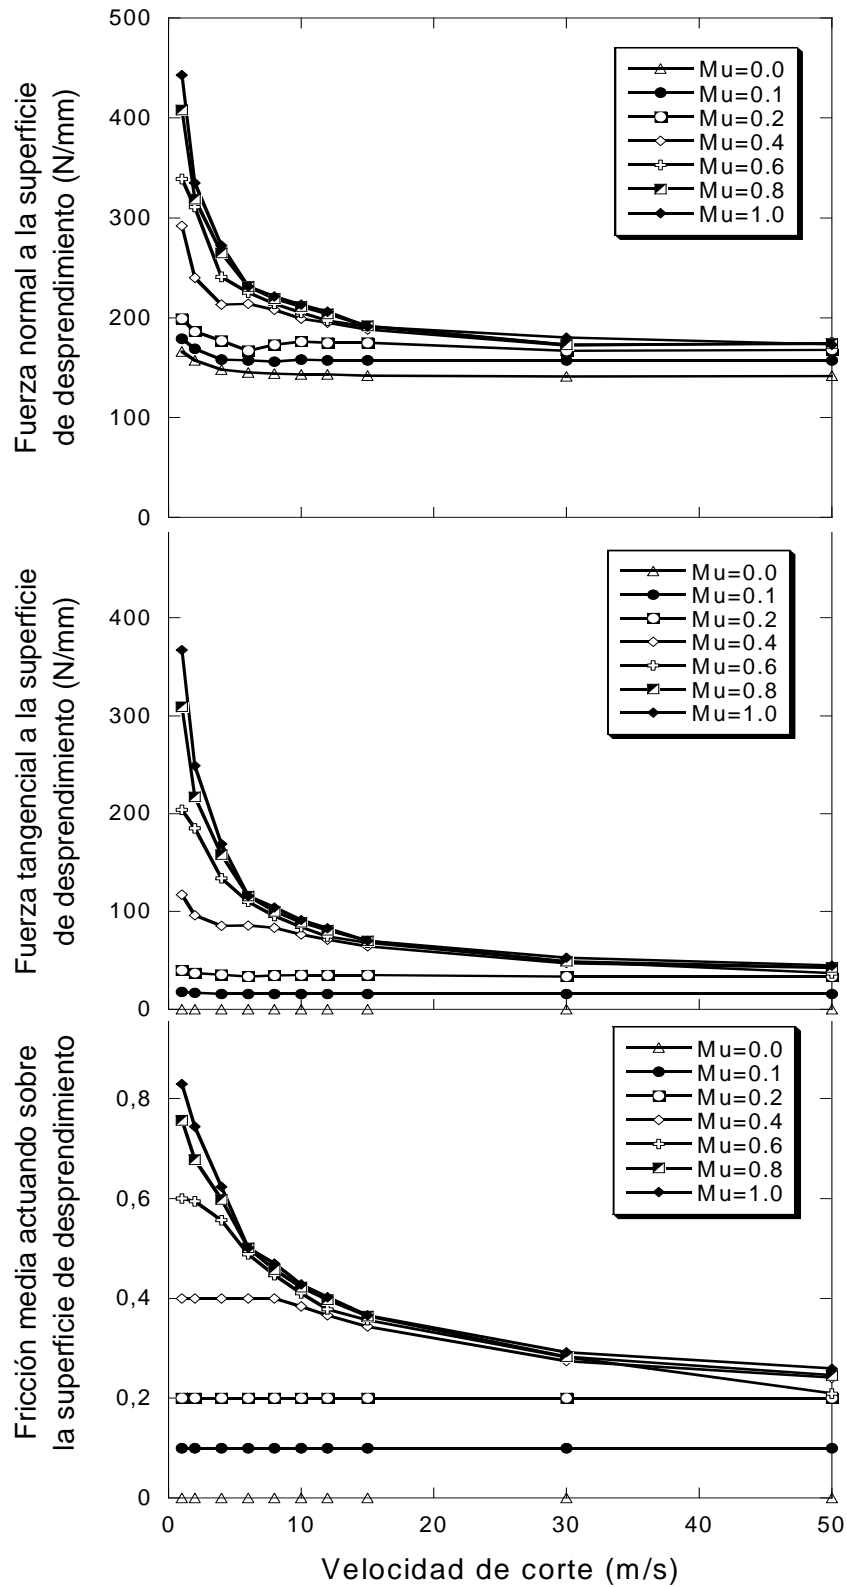 Fuerza normal a la superficie
de desprendimiento (N/mm)
500
400
300
200
100
0
Mu=0.0
Mu=0.1
Mu=0.2
Mu=0.4
Mu=0.6
Mu=0.8
Mu=1.0
Fuerza tangencial a la superficie
de desprendimiento (N/mm)
400
300
200
100
0
Mu=0.0
Mu=0.1
Mu=0.2
Mu=0.4
Mu=0.6
Mu=0.8
Mu=1.0
Fricción media actuando sobre
la superficie de desprendimiento
0,8
0,6
0,4
0,2
0
Mu=0.0
Mu=0.1
Mu=0.2
Mu=0.4
Mu=0.6
Mu=0.8
Mu=1.0
0 10 20 30 40 50
Velocidad de corte (m/s)